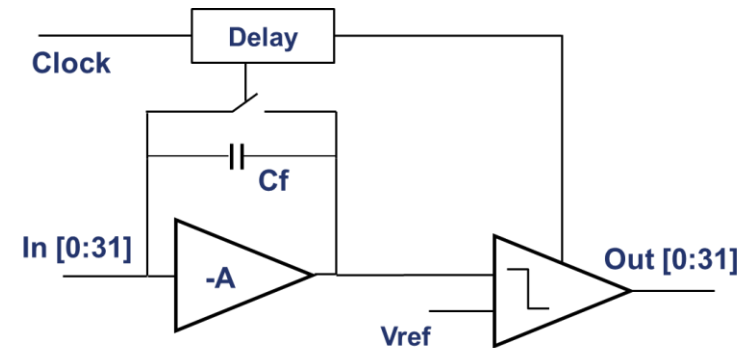 Delay
Clock
Cf
In [0:31]
-A
Out [0:31]
Vref